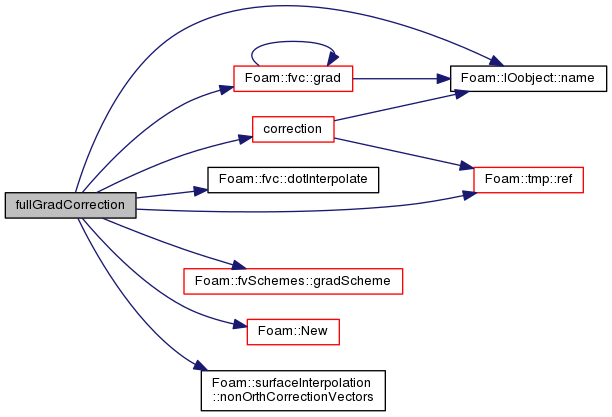 Foam::fvc::grad
Foam::IOobject::name
correction
Foam::fvc::dotInterpolate
Foam::tmp::ref
fullGradCorrection
Foam::fvSchemes::gradScheme
Foam::New
Foam::surfaceInterpolation
::nonOrthCorrectionVectors